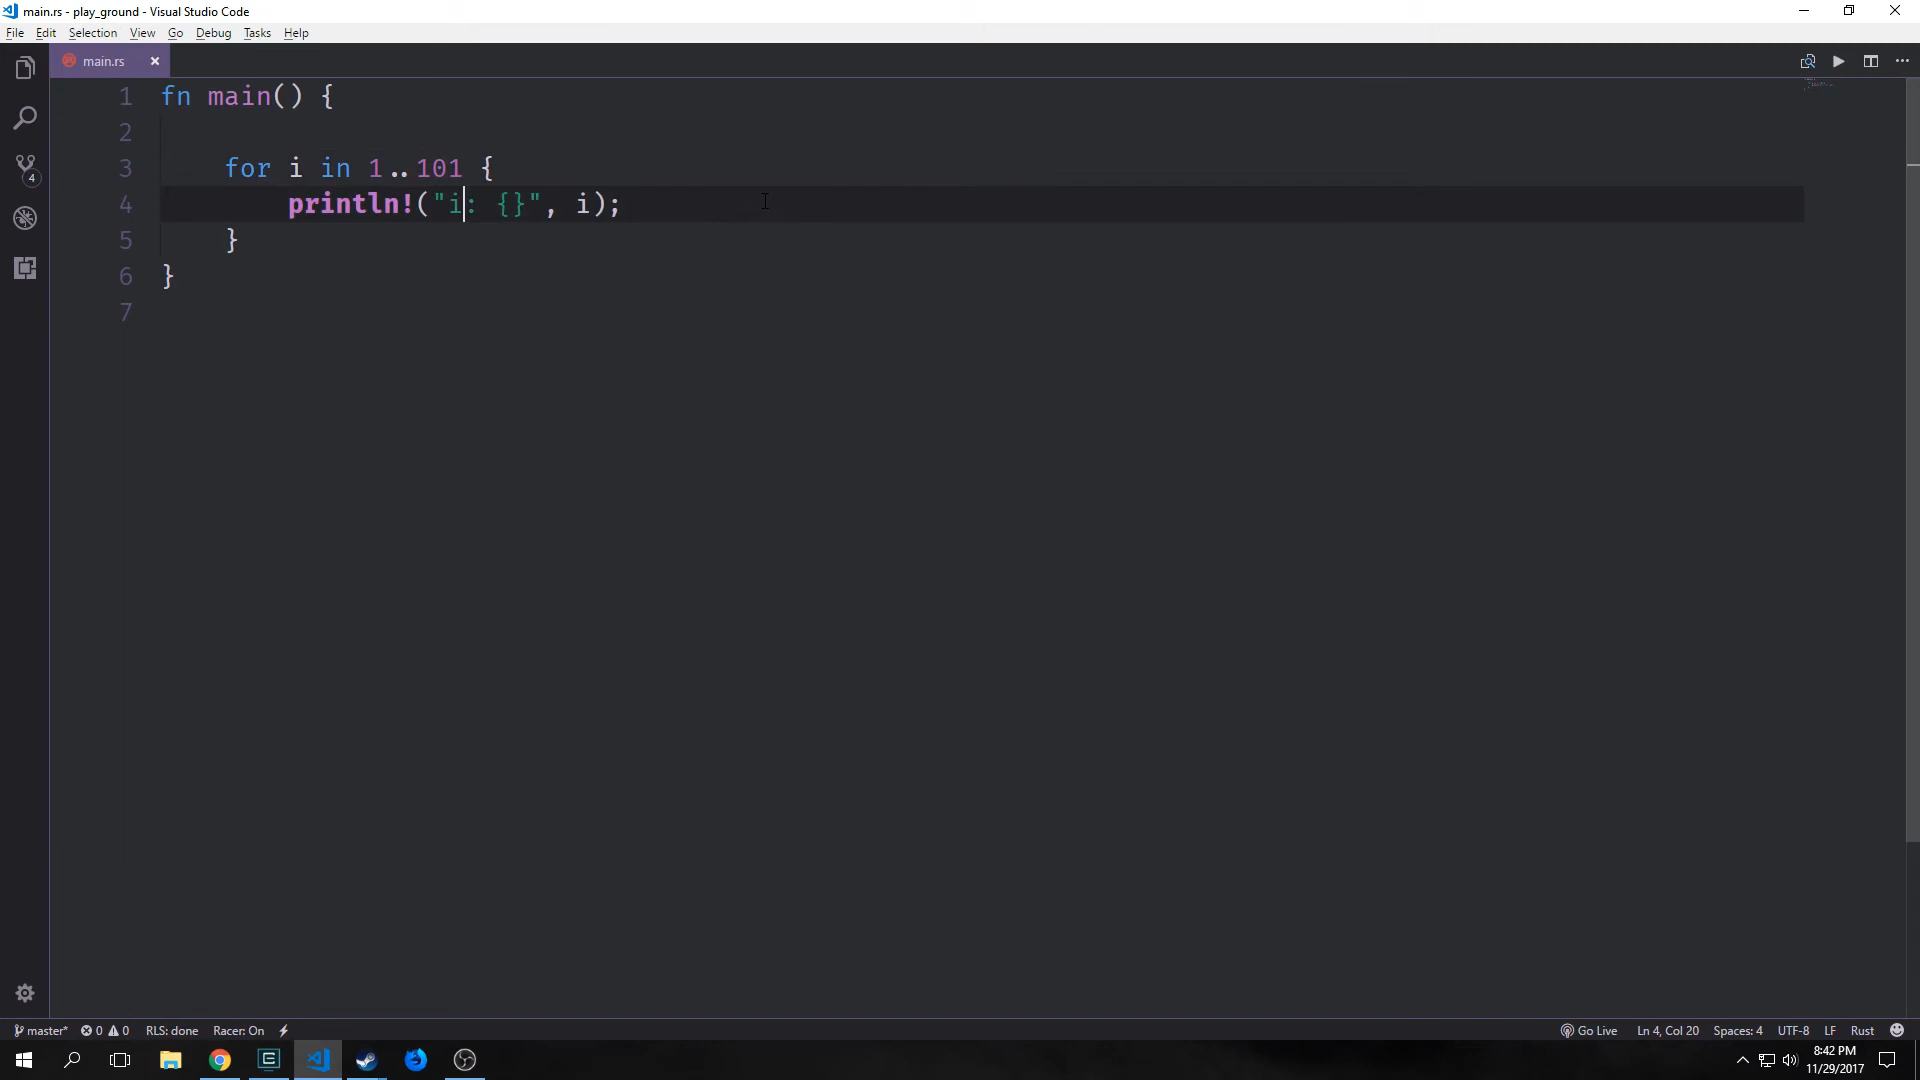 main.rs - play_ground - Visual Studio Code
File Edit Selection View Go Debug Tasks Help
main.rs
1 fn main() {
2
3     for i in 1..101 {
4         println!("i: {}", i);
5     }
6 }
7
4
master* 0 0 RLS: done Racer: On Go Live Ln 4, Col 20 Spaces: 4 UTF-8 LF Rust
8:42 PM
11/29/2017